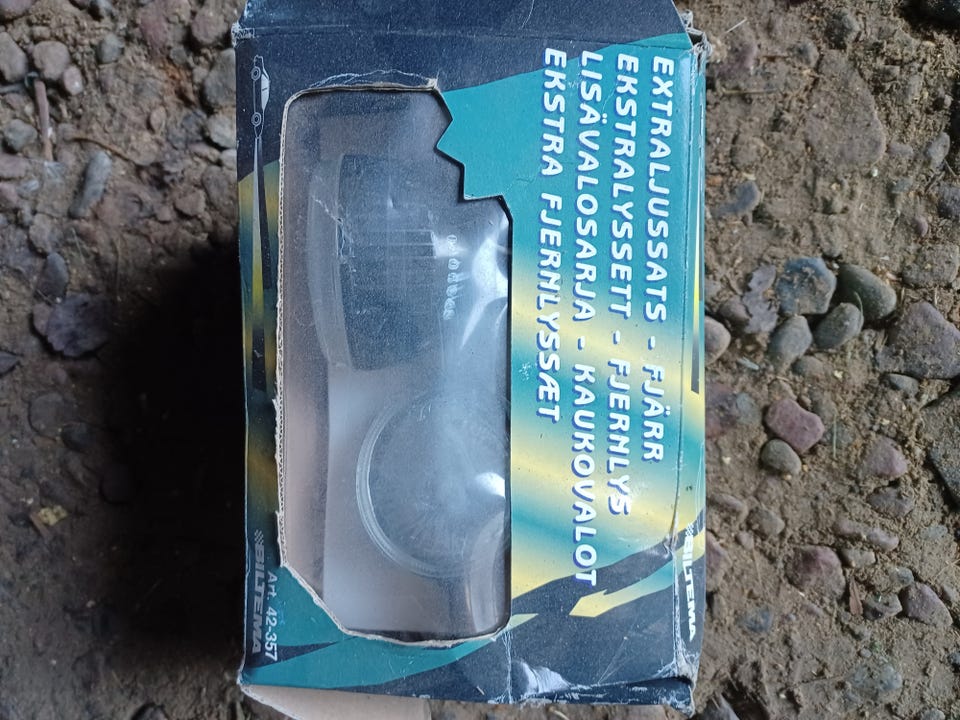 EXTRALJUSSATS - FJÄRR
EKSTRALYSSETT - FJERNLYS
LISÄVALOSARJA - KAUKOVALOT
EKSTRA FJERNLYSSÆT
BILTEMA
Art. 42-357
BILTEMA